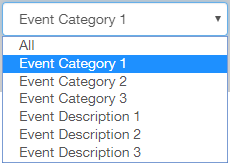 Event Category 1
All
Event Category 1
Event Category 2
Event Category 3
Event Description 1
Event Description 2
Event Description 3